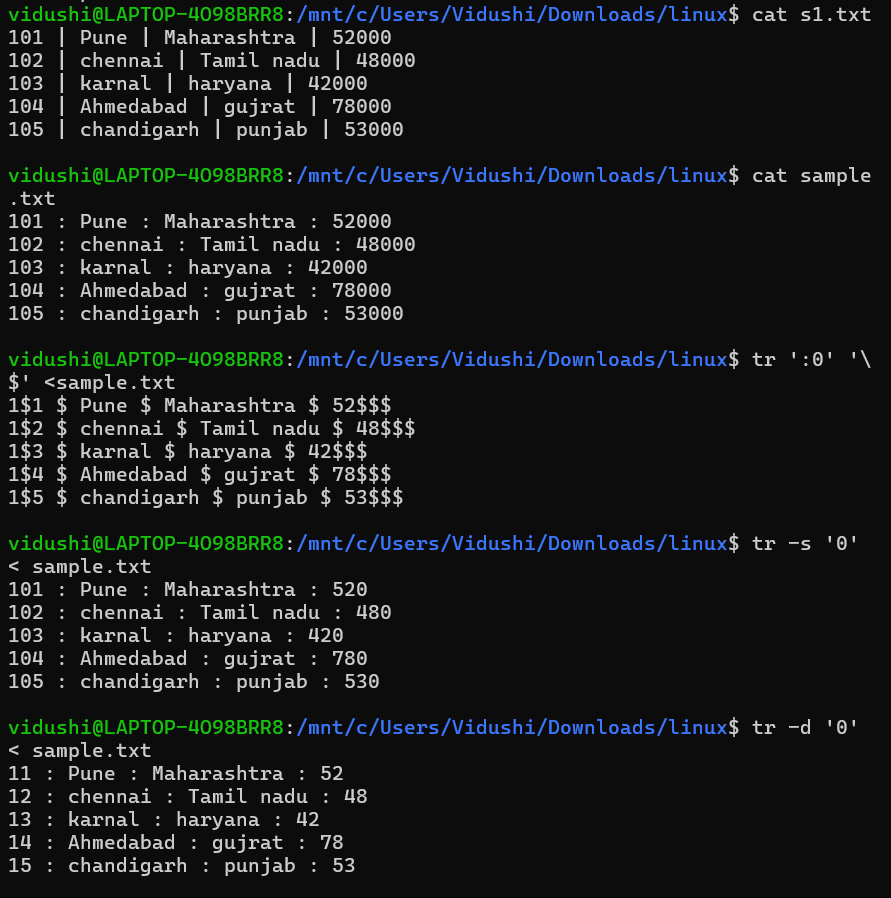 vidushi@LAPTOP-4O98BRR8:/mnt/c/Users/Vidushi/Downloads/linux$ cat s1.txt
101 | Pune | Maharashtra | 52000
102 | chennai | Tamil nadu | 48000
103 | karnal | haryana | 42000
104 | Ahmedabad | gujrat | 78000
105 | chandigarh | punjab | 53000
vidushi@LAPTOP-4O98BRR8:/mnt/c/Users/Vidushi/Downloads/linux$ cat sample
.txt
101 : Pune : Maharashtra : 52000
102 : chennai : Tamil nadu : 48000
103 : karnal : haryana : 42000
104 : Ahmedabad : gujrat : 78000
105 : chandigarh : punjab : 53000
vidushi@LAPTOP-4O98BRR8:/mnt/c/Users/Vidushi/Downloads/linux$ tr ':0' '\
$' <sample.txt
1$1 $ Pune $ Maharashtra $ 52$$$
1$2 $ chennai $ Tamil nadu $ 48$$$
1$3 $ karnal $ haryana $ 42$$$
1$4 $ Ahmedabad $ gujrat $ 78$$$
1$5 $ chandigarh $ punjab $ 53$$$
vidushi@LAPTOP-4O98BRR8:/mnt/c/Users/Vidushi/Downloads/linux$ tr -s '0'
< sample.txt
101 : Pune : Maharashtra : 520
102 : chennai : Tamil nadu : 480
103 : karnal : haryana : 420
104 : Ahmedabad : gujrat : 780
105 : chandigarh : punjab : 530
vidushi@LAPTOP-4O98BRR8:/mnt/c/Users/Vidushi/Downloads/linux$ tr -d '0'
< sample.txt
11 : Pune : Maharashtra : 52
12 : chennai : Tamil nadu : 48
13 : karnal : haryana : 42
14 : Ahmedabad : gujrat : 78
15 : chandigarh : punjab : 53